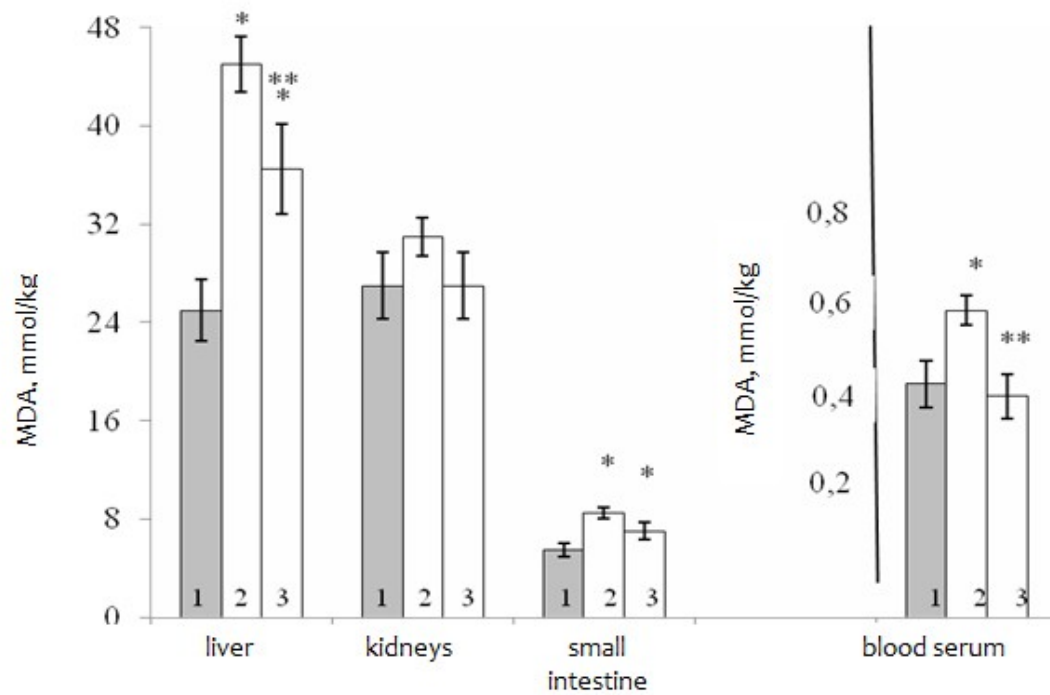 48
40
32
24
16
8
0
MDA, mmol/kg
*
**
*
*
*
1 2 3
1 2 3
1 2 3
liver
kidneys
small
intestine
MDA, mmol/kg
0,8
0,6
0,4
0,2
*
**
1 2 3
blood serum